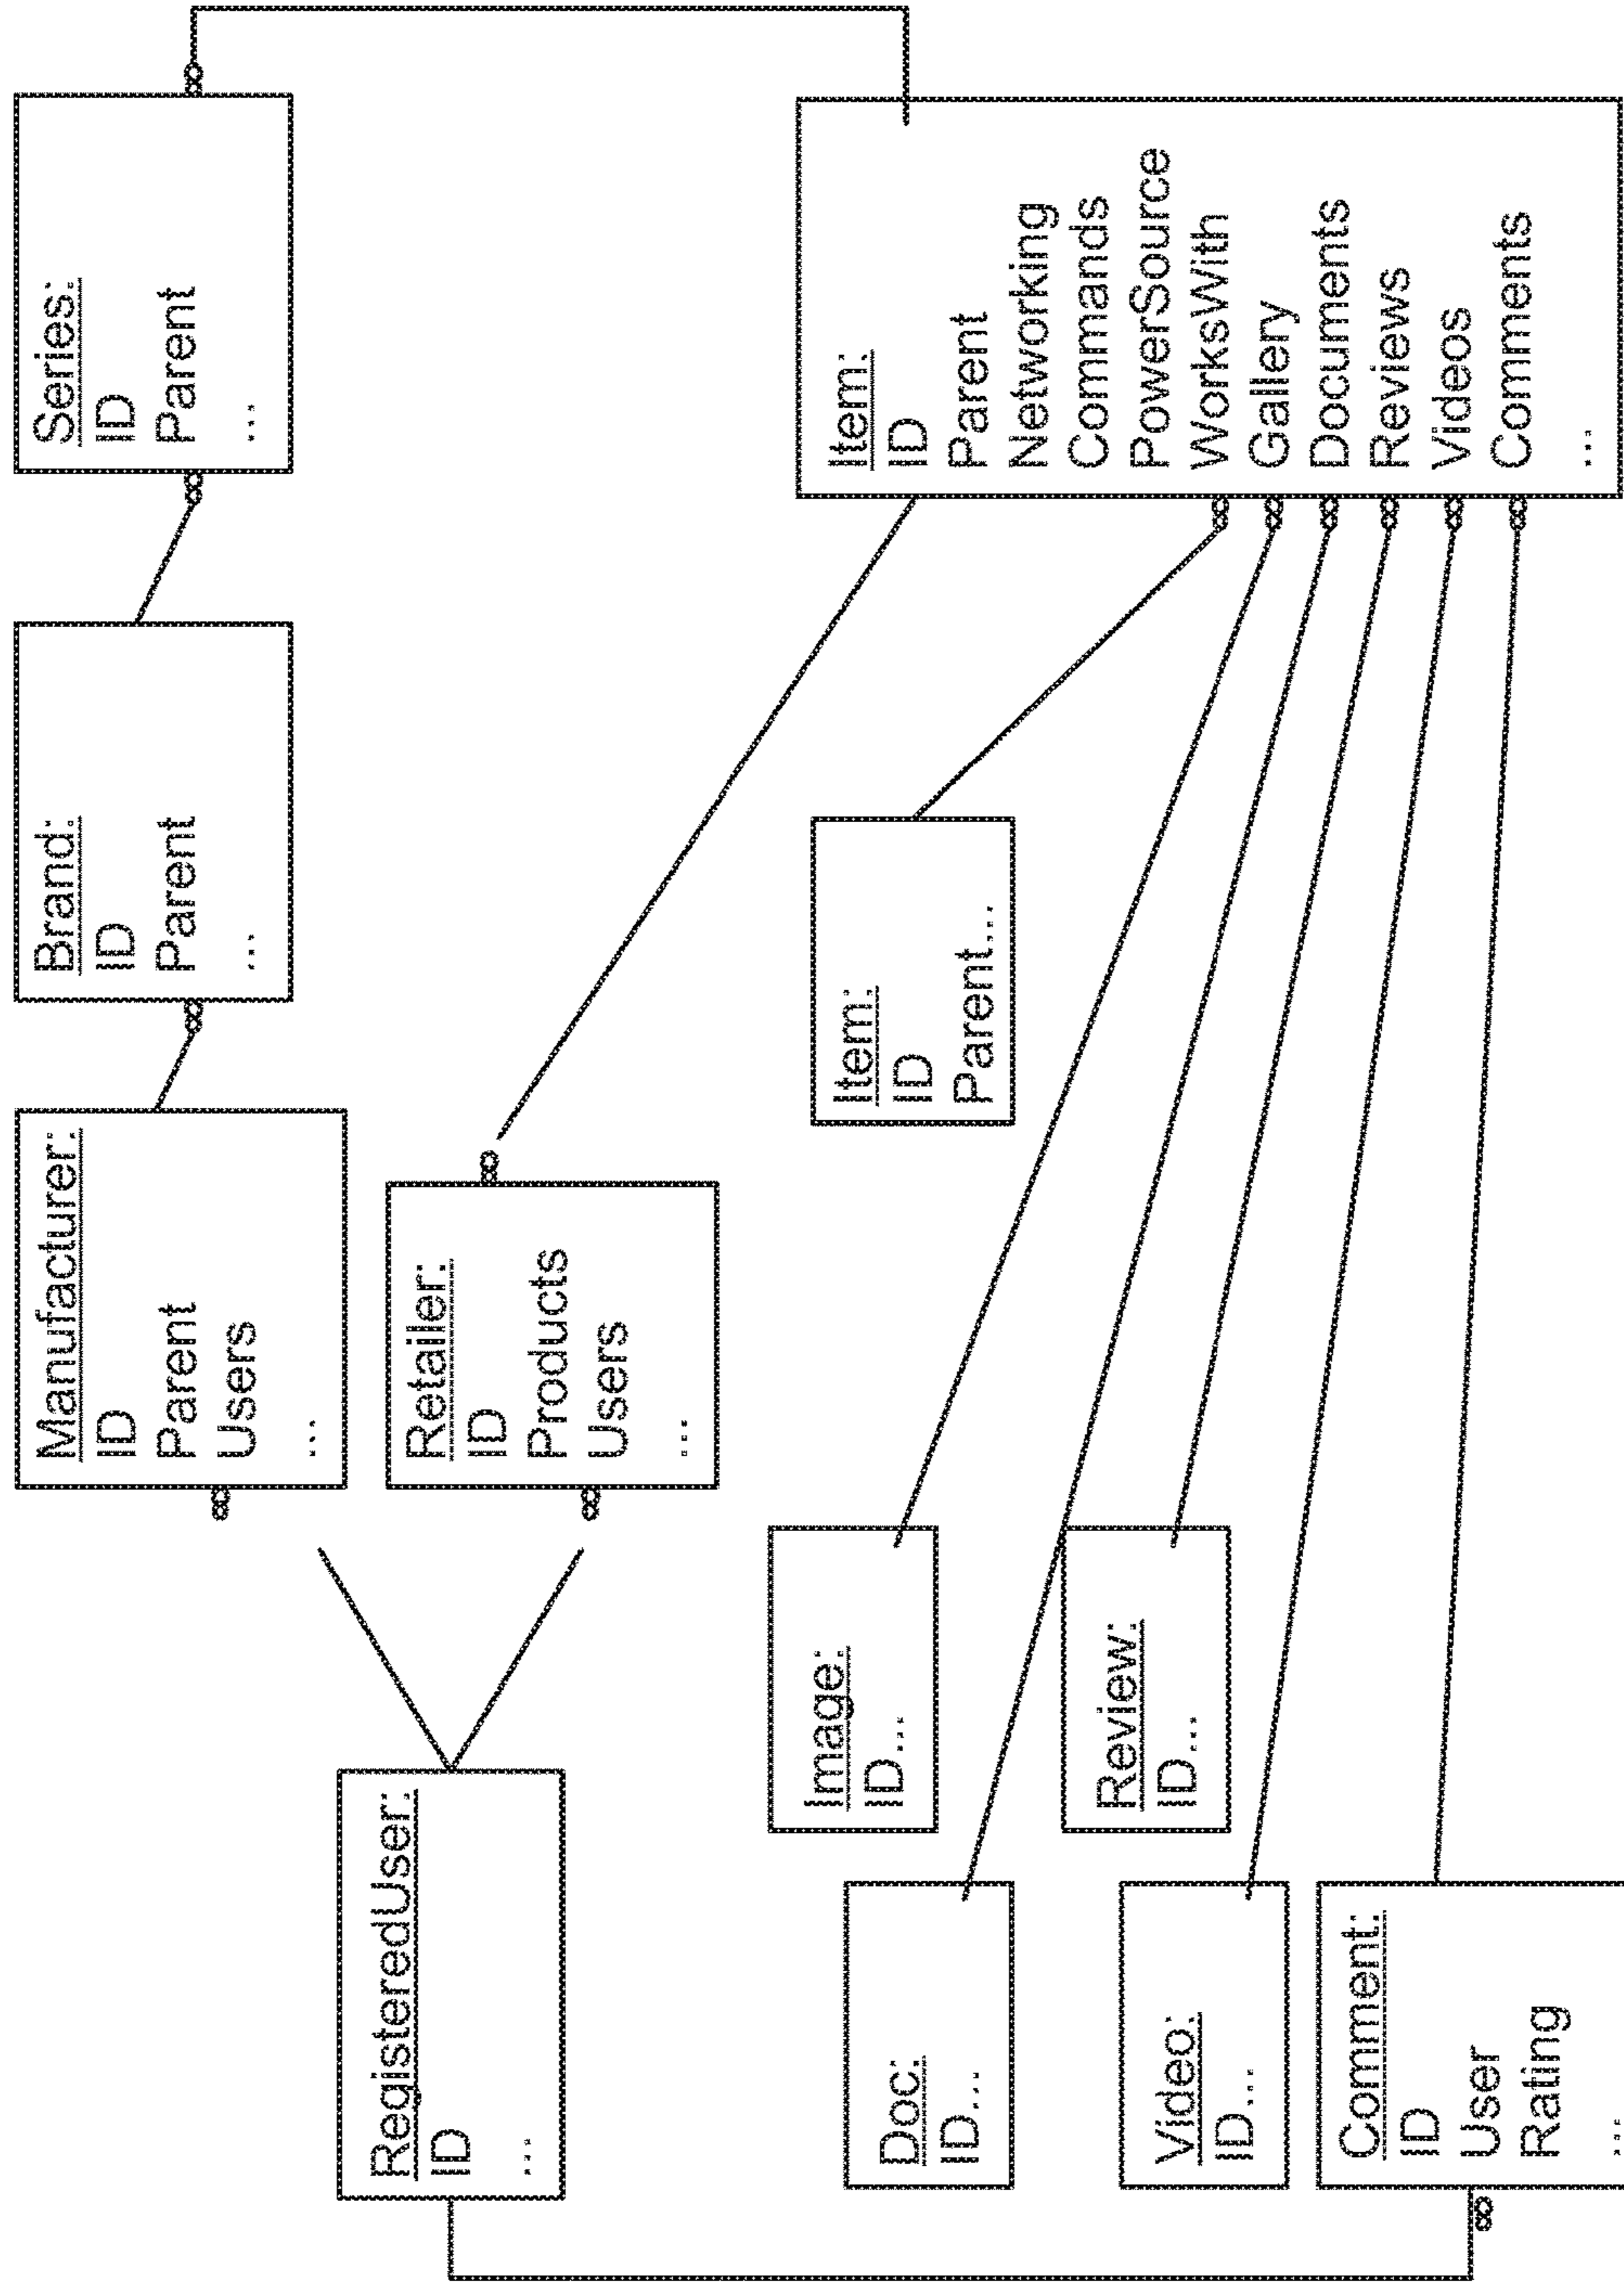 RegisteredUser:
ID
...
Manufacturer:
ID
Parent
Users
...
Brand:
ID
Parent
...
Series:
ID
Parent
...
Retailer:
ID
Products
Users
...
Image:
ID...
Doc:
ID...
Review:
ID...
Video:
ID...
Comment:
ID
User
Rating
...
Item:
ID
Parent...
Item:
ID
Parent
Networking
Commands
PowerSource
WorksWith
Gallery
Documents
Reviews
Videos
Comments
...